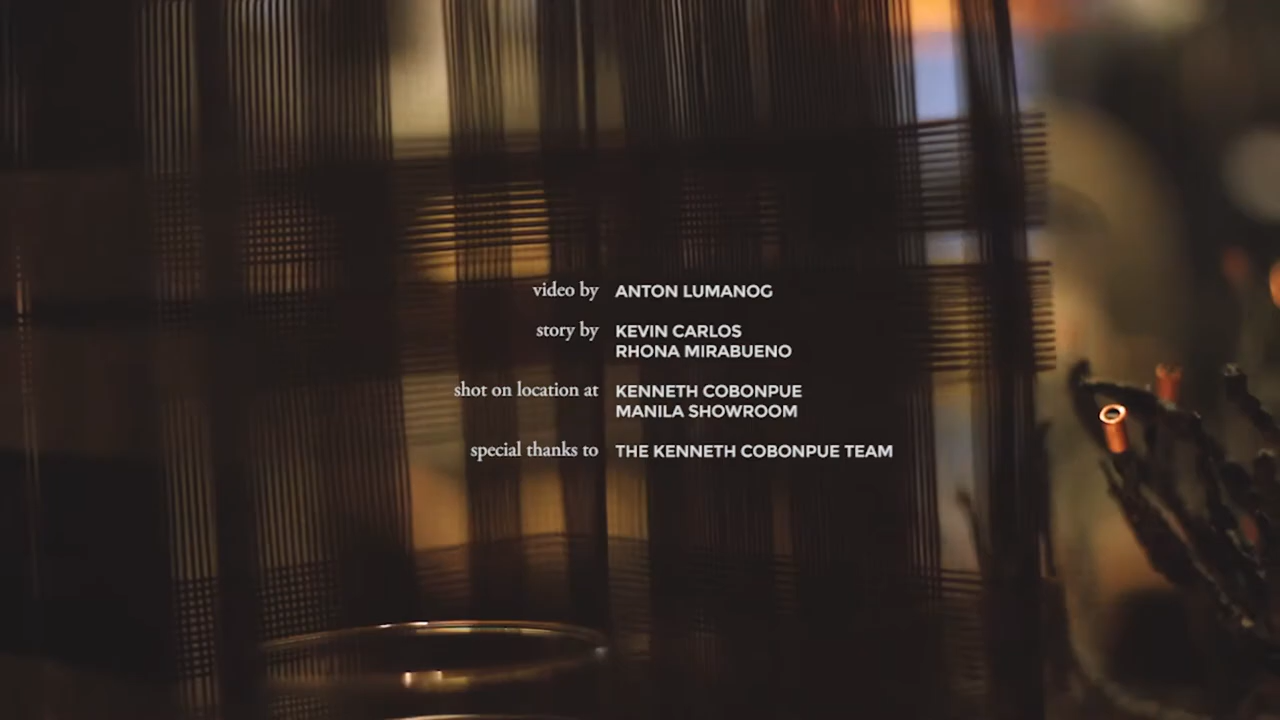 video by ANTON LUMANOG
story by KEVIN CARLOS
RHONA MIRABUENO
shot on location at KENNETH COBONPUE
MANILA SHOWROOM
special thanks to THE KENNETH COBONPUE TEAM